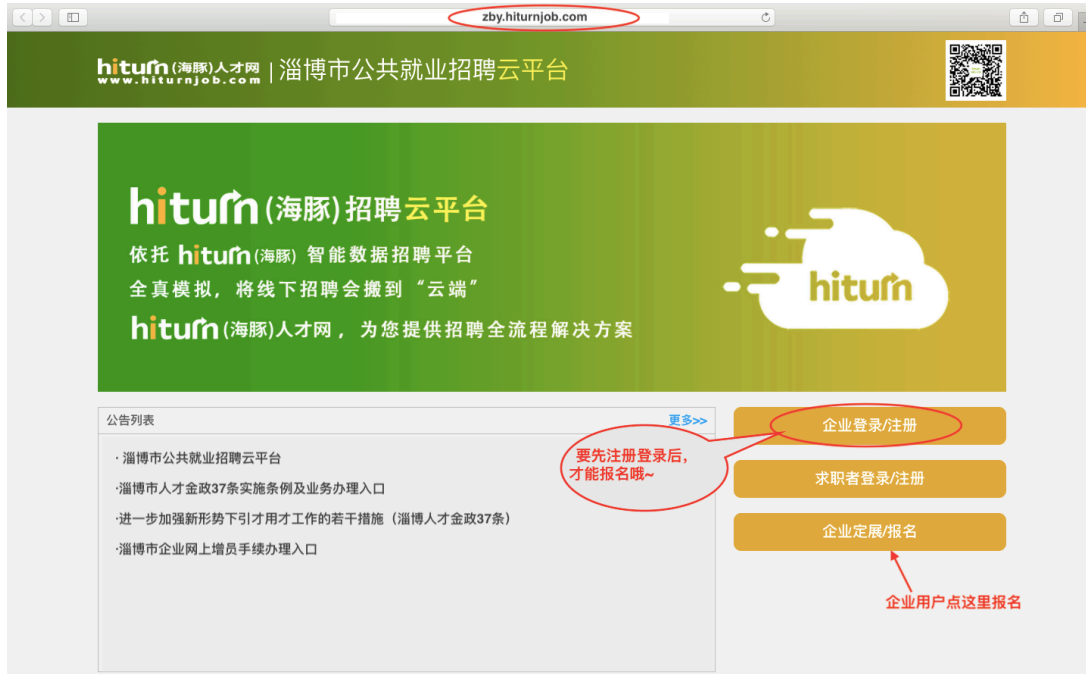 zby.hiturnjob.com
hiturn(海豚)人才网 | 淄博市公共就业招聘云平台
www.hiturnjob.com
hiturn(海豚)招聘云平台
依托 hiturn(海豚) 智能数据招聘平台
全真模拟，将线下招聘会搬到“云端”
hiturn(海豚)人才网，为您提供招聘全流程解决方案
hiturn
公告列表
更多>>
·淄博市公共就业招聘云平台
·淄博市人才金政37条实施条例及业务办理入口
·进一步加强新形势下引才用才工作的若干措施（淄博人才金政37条）
·淄博市企业网上增员手续办理入口
要先注册登录后，
才能报名哦~
企业登录/注册
求职者登录/注册
企业定展/报名
企业用户点这里报名